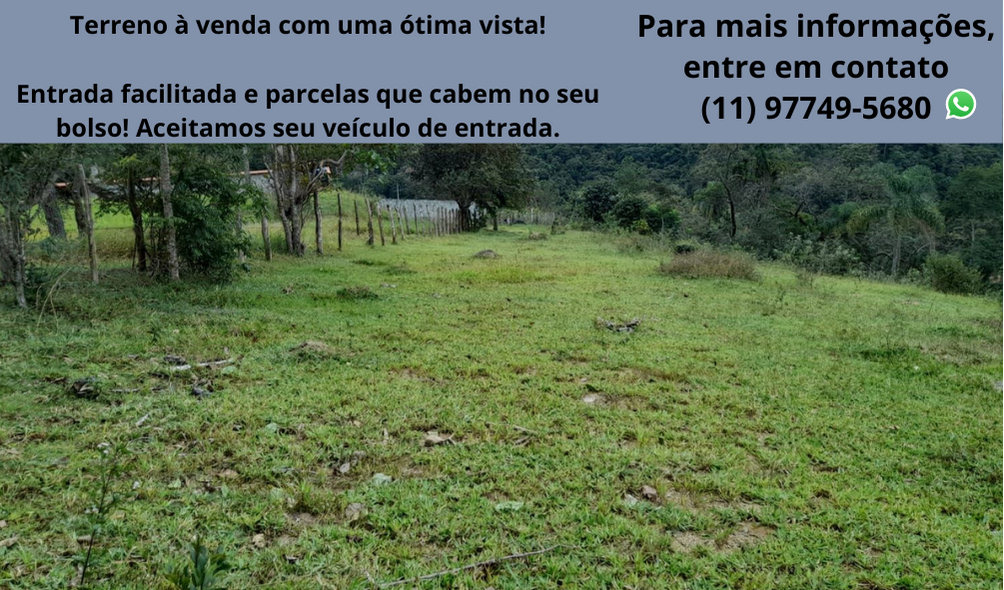 Terreno à venda com uma ótima vista!
Entrada facilitada e parcelas que cabem no seu
bolso! Aceitamos seu veículo de entrada.
Para mais informações,
entre em contato
(11) 97749-5680